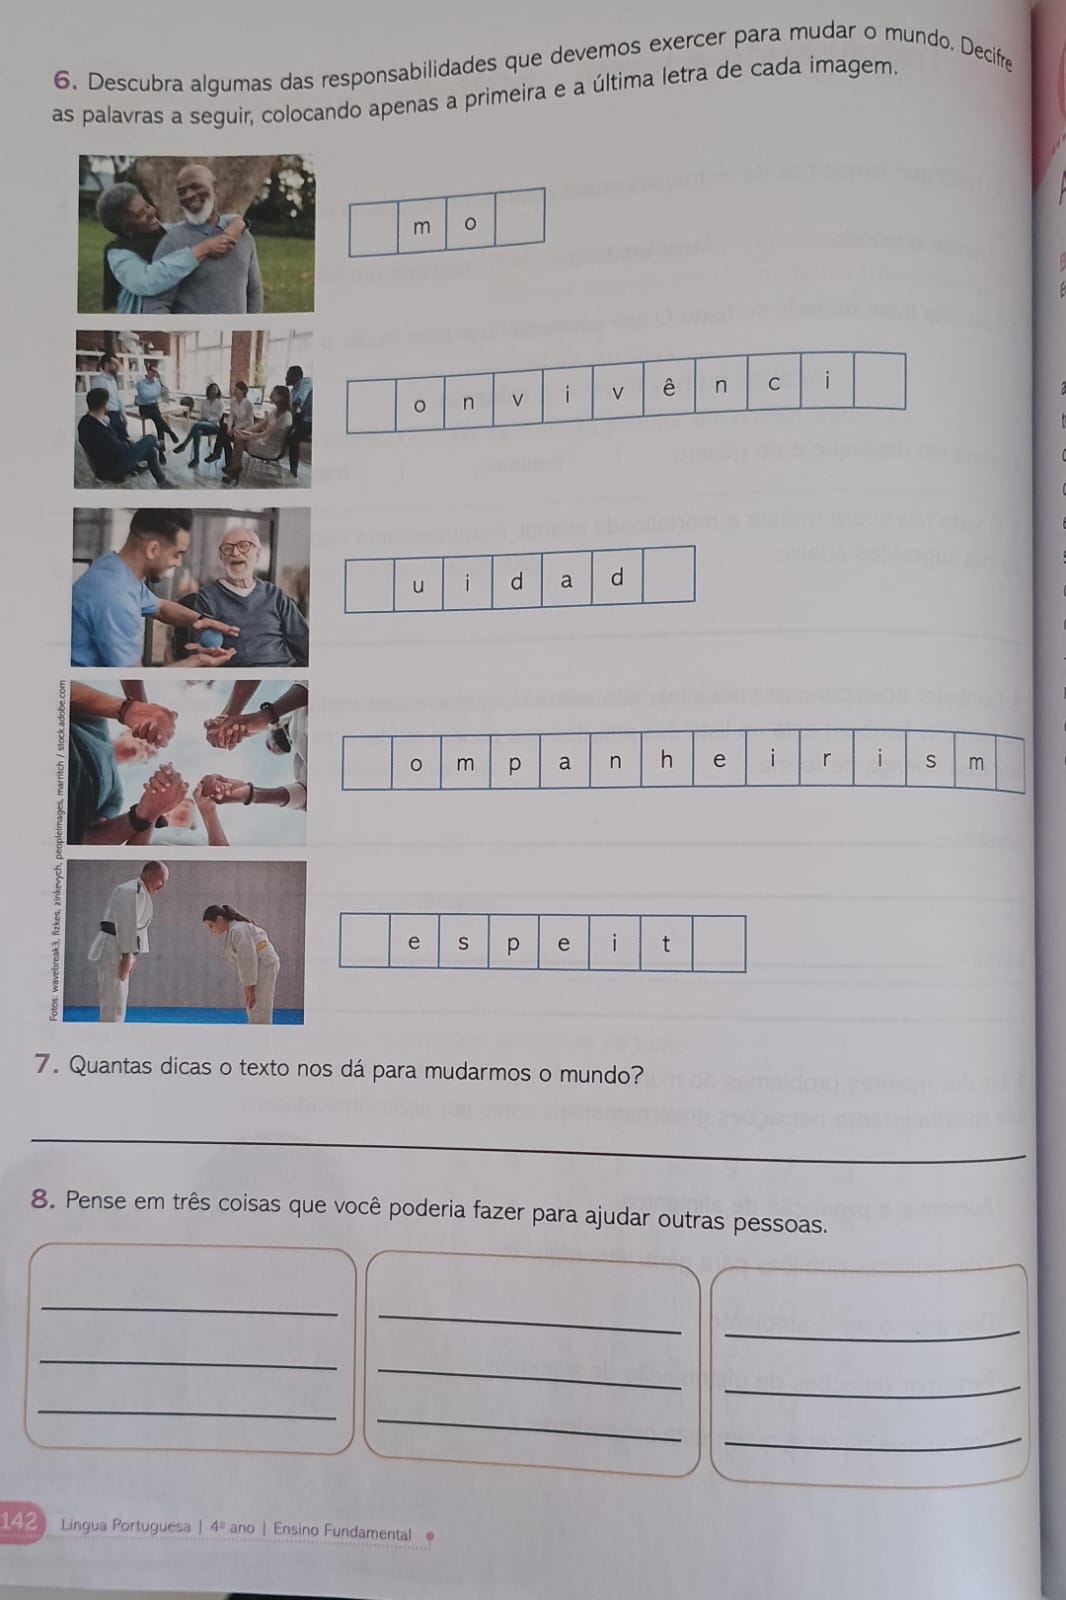 6. Descubra algumas das responsabilidades que devemos exercer para mudar o mundo. Decifre
as palavras a seguir, colocando apenas a primeira e a última letra de cada imagem.
m o
o n v i v ê n c i
u i d a d
o m p a n h e i r i s m
e s p e i t
Fotos: wavebreak3, fizkes, zinkevych, peopleimages, marritch / stock.adobe.com
7. Quantas dicas o texto nos dá para mudarmos o mundo?
8. Pense em três coisas que você poderia fazer para ajudar outras pessoas.
142 Língua Portuguesa | 4º ano | Ensino Fundamental